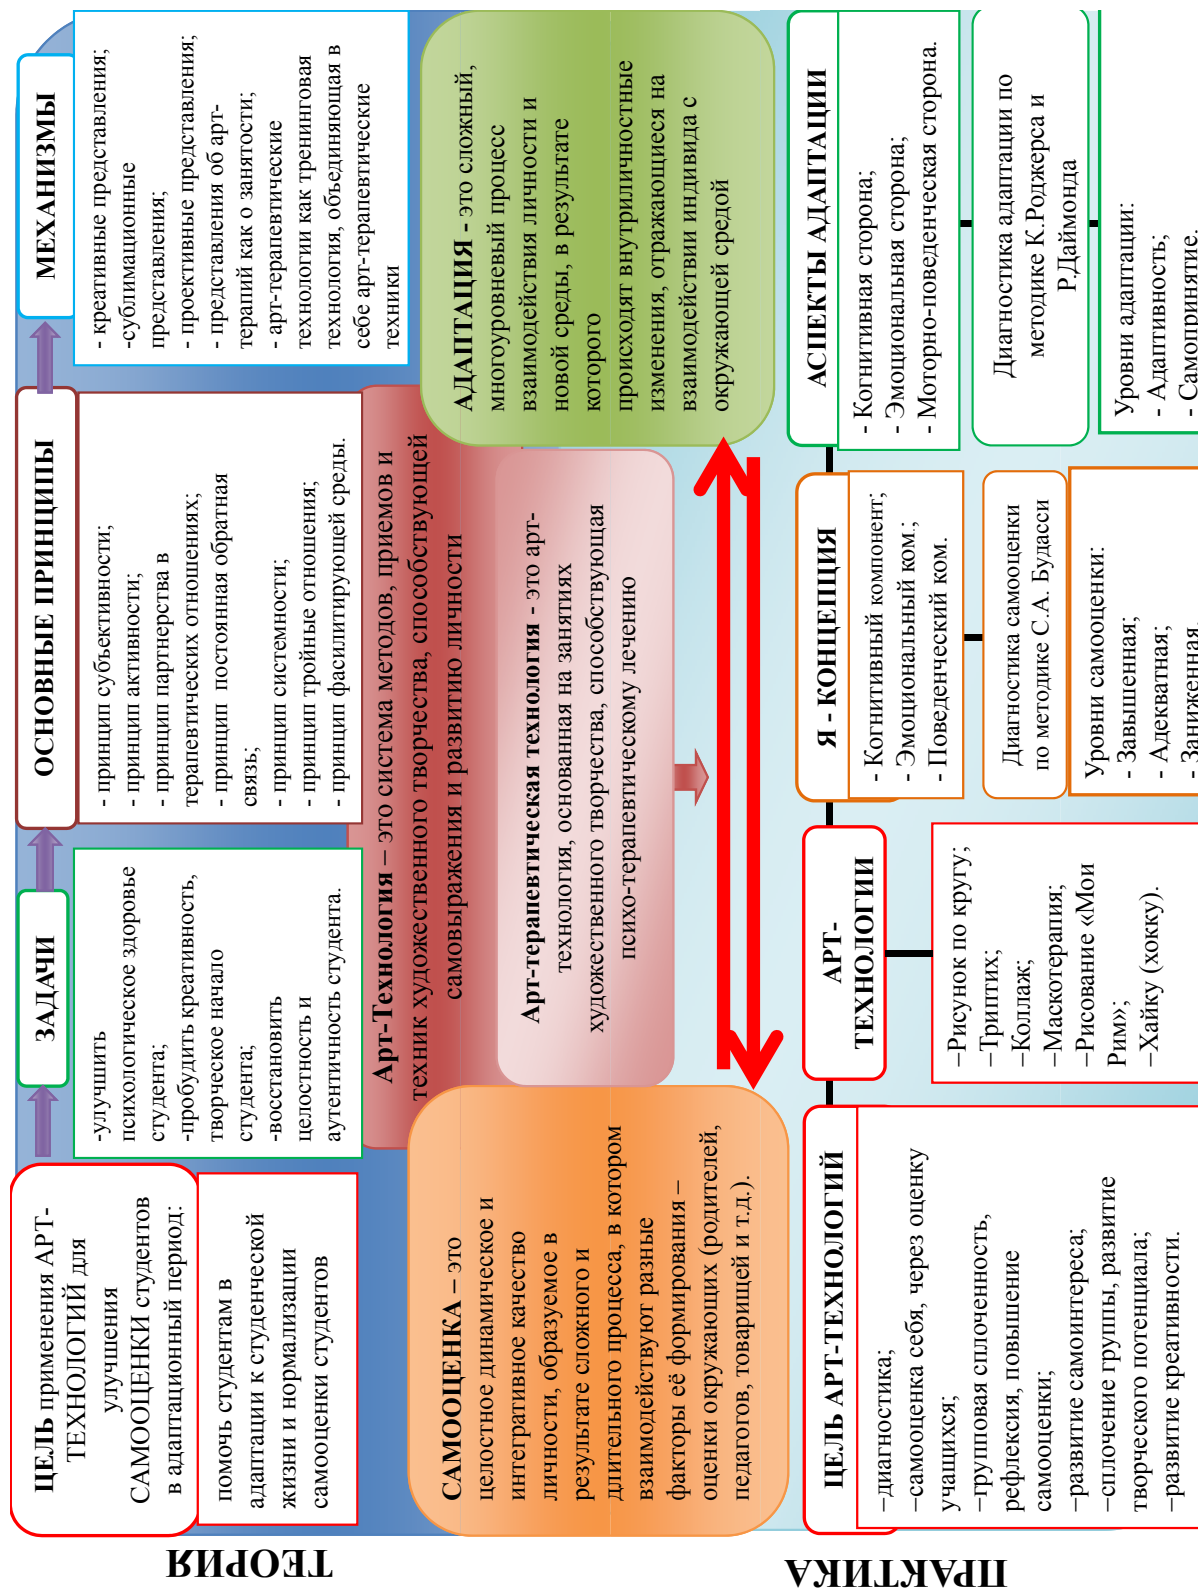 ТЕОРИЯ
ЦЕЛЬ применения АРТ-
ТЕХНОЛОГИЙ для
улучшения
САМООЦЕНКИ студентов
в адаптационный период:
помочь студентам в
адаптации к студенческой
жизни и нормализации
самооценки студентов
ЗАДАЧИ
-улучшить
психологическое здоровье
студента;
-пробудить креативность,
творческое начало
студента;
-восстановить
целостность и
аутентичность студента.
ОСНОВНЫЕ ПРИНЦИПЫ
- принцип субъективности;
- принцип активности;
- принцип партнерства в
терапевтических отношениях;
- принцип постоянная обратная
связь;
- принцип системности;
- принцип тройные отношения;
- принцип фасилитирующей среды.
МЕХАНИЗМЫ
- креативные представления;
-сублимационные
представления;
- проективные представления;
- представления об арт-
терапий как о занятости;
- арт-терапевтические
технологии как тренинговая
технология, объединяющая в
себе арт-терапевтические
техники
Арт-Технология – это система методов, приемов и
техник художественного творчества, способствующей
самовыражения и развитию личности
САМООЦЕНКА – это
целостное динамическое и
интегративное качество
личности, образуемое в
результате сложного и
длительного процесса, в котором
взаимодействуют разные
факторы её формирования –
оценки окружающих (родителей,
педагогов, товарищей и т.д.).
Арт-терапевтическая технология - это арт-
технология, основанная на занятиях
художественного творчества, способствующая
психо-терапевтическому лечению
АДАПТАЦИЯ - это сложный,
многоуровневый процесс
взаимодействия личности и
новой среды, в результате
которого
происходят внутриличностные
изменения, отражающиеся на
взаимодействии индивида с
окружающей средой
ПРАКТИКА
ЦЕЛЬ АРТ-ТЕХНОЛОГИЙ
–диагностика;
–самооценка себя, через оценку
учащихся;
–групповая сплоченность,
рефлексия, повышение
самооценки;
–развитие самоинтереса;
–сплочение группы, развитие
творческого потенциала;
–развитие креативности.
АРТ-
ТЕХНОЛОГИИ
–Рисунок по кругу;
–Триптих;
–Коллаж;
–Маскотерапия;
–Рисование «Мои
Рим»;
–Хайку (хокку).
Я - КОНЦЕПЦИЯ
- Когнитивный компонент;
- Эмоциональный ком.;
- Поведенческий ком.
Диагностика самооценки
по методике С.А. Будасси
Уровни самооценки:
- Завышенная;
- Адекватная;
- Заниженная.
АСПЕКТЫ АДАПТАЦИИ
- Когнитивная сторона;
- Эмоциональная сторона;
- Моторно-поведенческая сторона.
Диагностика адаптации по
методике К.Роджерса и
Р,Даймонда
Уровни адаптации:
- Адаптивность;
- Самопринятие.